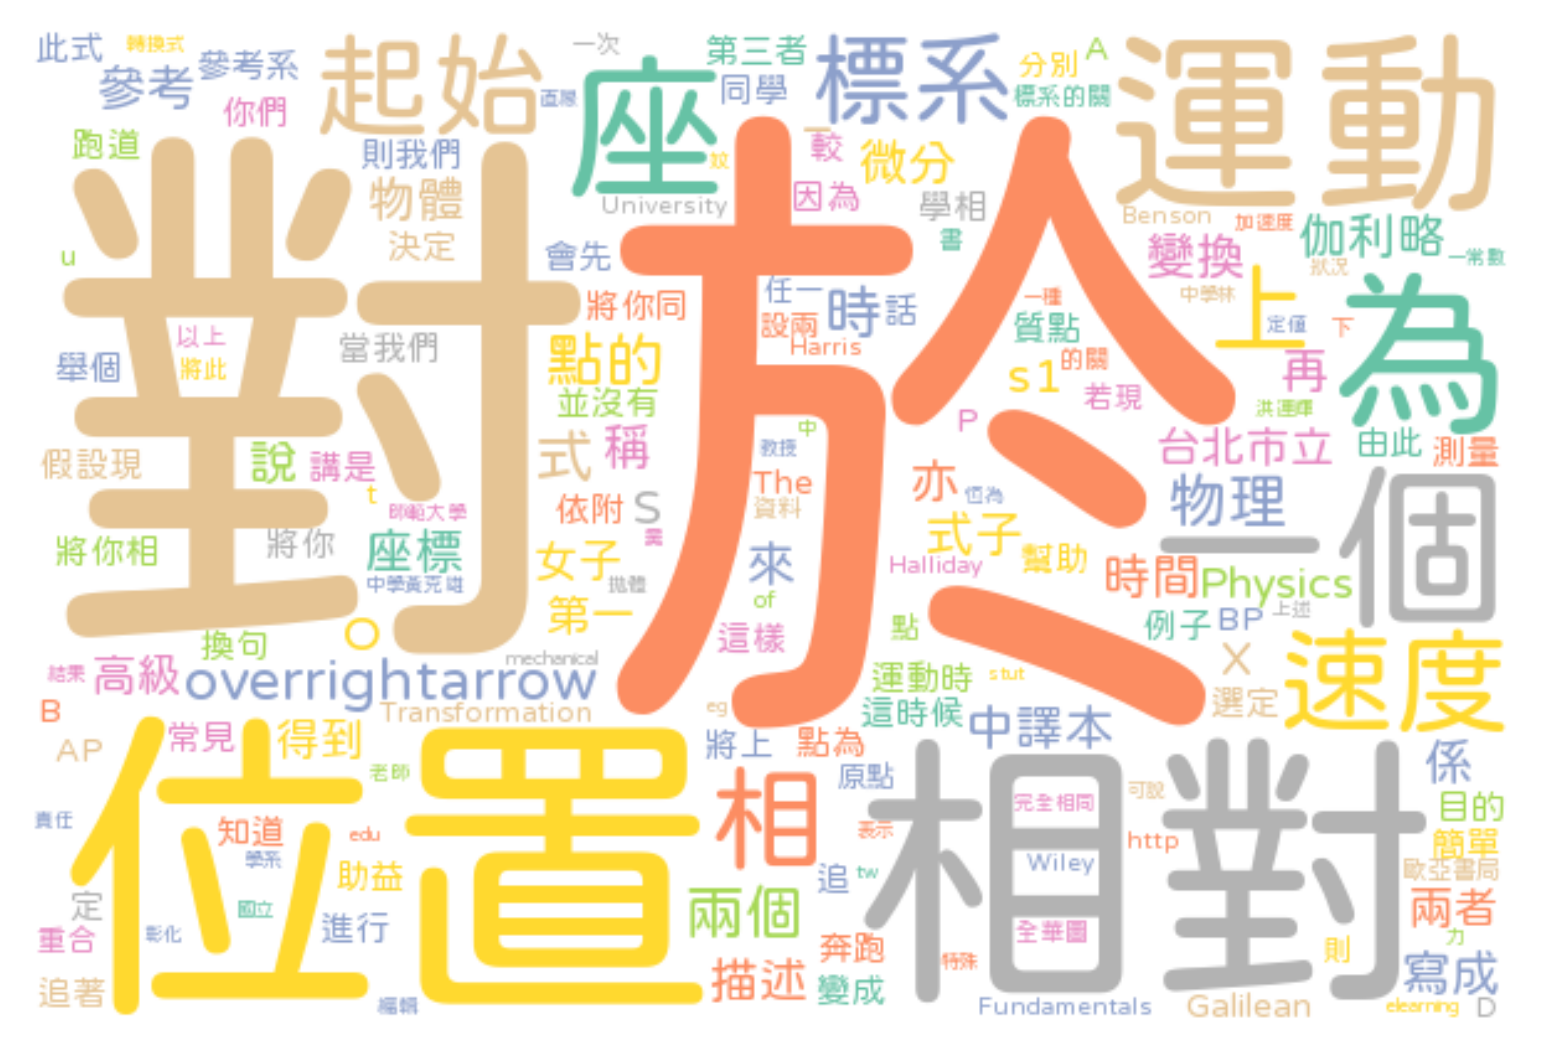 此式
轉換式
參考系
參考
你們
起始
直線
一次
座
第三者
同學
標系
分別
A
標系的關
運動
跑道
則我們
物體
決定
University
較
因為
微分
學相
書
Benson
加速度
伽利略
一常數
變換
狀況
中學林
u
對
會先
將你同
於
任一
時
話
設兩
Harris
一種
質點
的關
s1
若現
上
定值
下
再
為
以上
將此
舉個
當我們
點的
並沒有
P
洪連輝
台北市立
由此
測量
假設現
說
講是
t
師範大學
式
稱
中
教授
The
資料
亦
恆為
物理
一個
依附
S
將你相
將你
座標
中學黃克雄
女子
拋體
來
式子
幫助
Halliday
時間
Physics
of
第一
O
換句
這樣
點
例子
BP
上述
結果
高級
overrightarrow
mechanical
運動時
stut
X
選定
速度
B
Transformation
eg
這時候
中譯本
AP
常見
得到
將上
點為
老師
原點
係
位置
相
相對
完全相同
可說
目的
責任
知道
edu
學系
表示
http
簡單
Wiley
歐亞書局
助益
追
tw
定
國立
兩個
兩者
重合
彰化
進行
奔跑
全華圖
則
力
特殊
追著
編輯
描述
變成
寫成
Fundamentals
Galilean
elearning
D